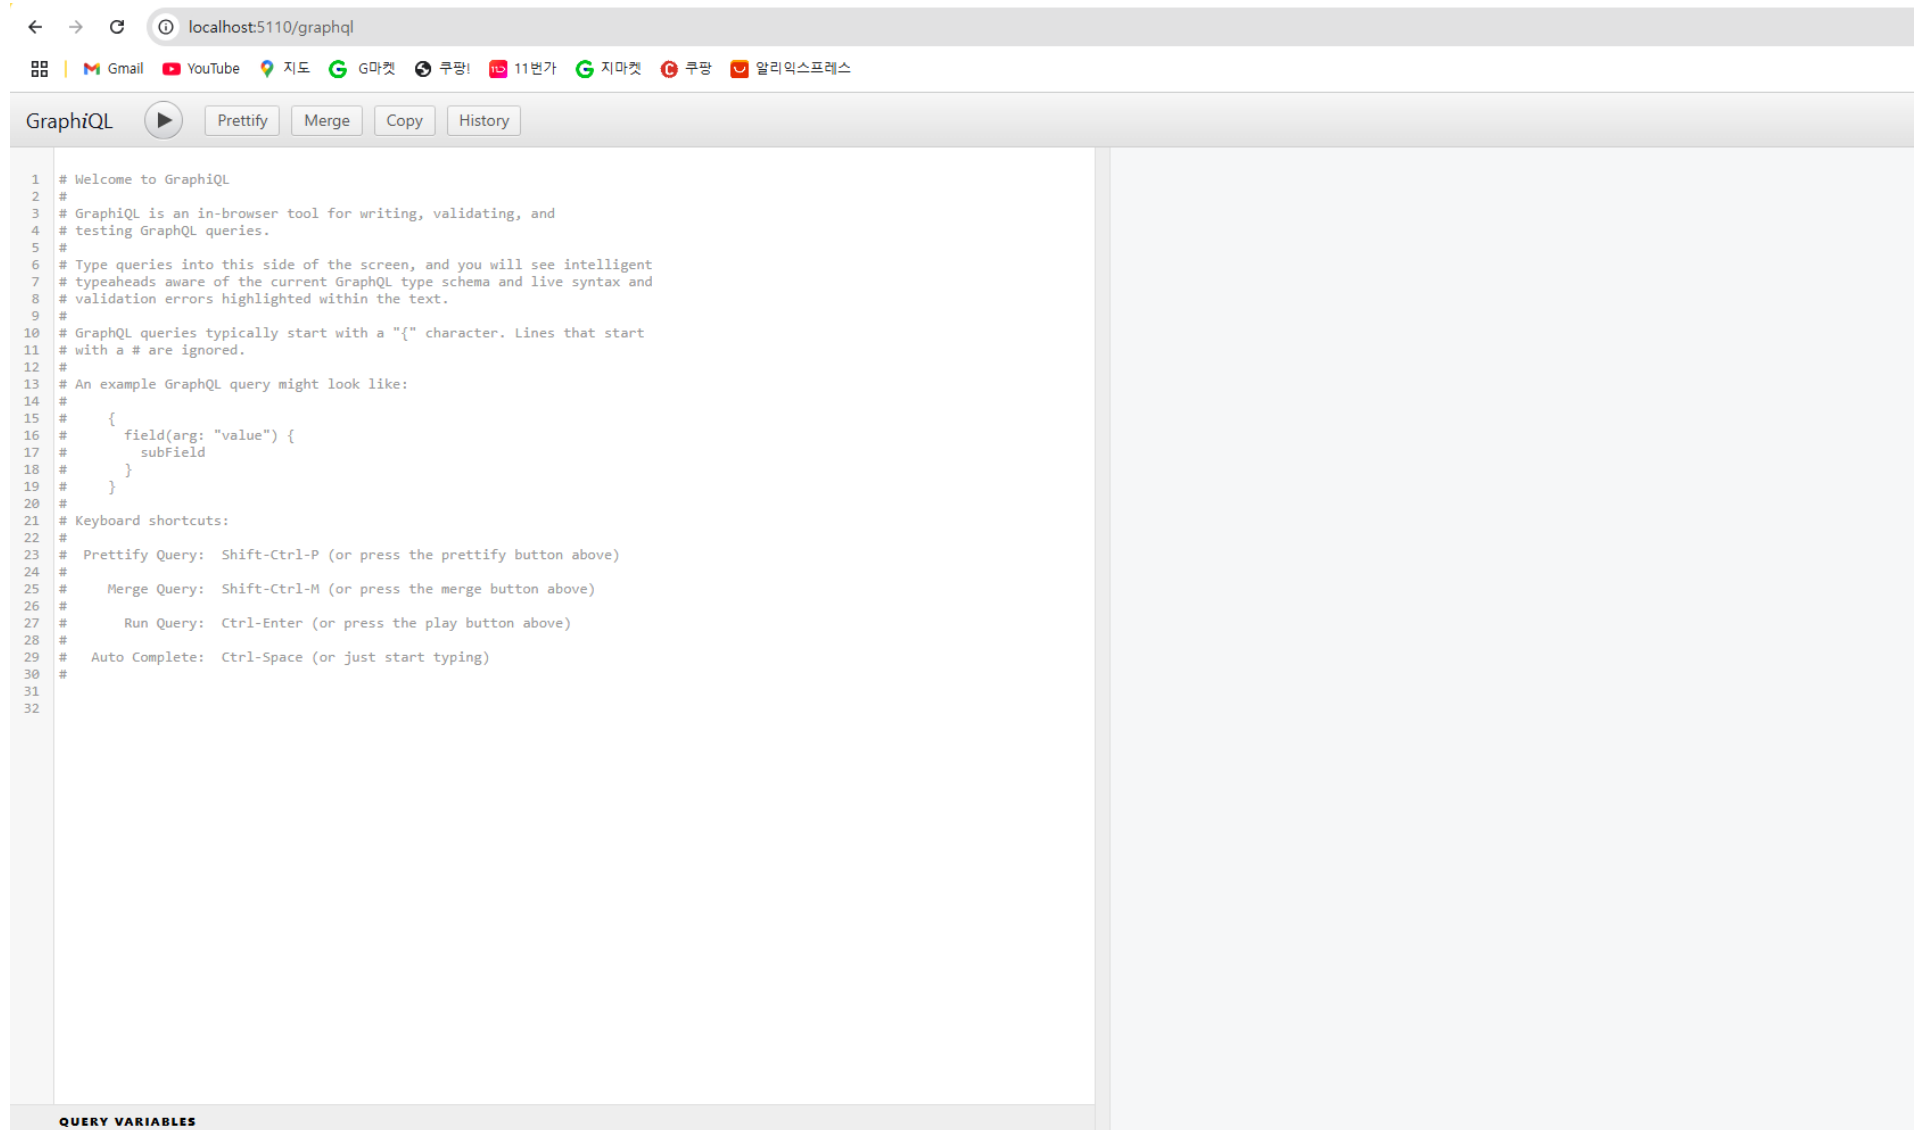 localhost:5110/graphql
Gmail YouTube 지도 G마켓 쿠팡! 11번가 지마켓 쿠팡 알리익스프레스
GraphiQL Prettify Merge Copy History
1 # Welcome to GraphiQL
2 #
3 # GraphiQL is an in-browser tool for writing, validating, and
4 # testing GraphQL queries.
5 #
6 # Type queries into this side of the screen, and you will see intelligent
7 # typeaheads aware of the current GraphQL type schema and live syntax and
8 # validation errors highlighted within the text.
9 #
10 # GraphQL queries typically start with a "{" character. Lines that start
11 # with a # are ignored.
12 #
13 # An example GraphQL query might look like:
14 #
15 #     {
16 #       field(arg: "value") {
17 #         subField
18 #       }
19 #     }
20 #
21 # Keyboard shortcuts:
22 #
23 #  Prettify Query:  Shift-Ctrl-P (or press the prettify button above)
24 #
25 #     Merge Query:  Shift-Ctrl-M (or press the merge button above)
26 #
27 #       Run Query:  Ctrl-Enter (or press the play button above)
28 #
29 #   Auto Complete:  Ctrl-Space (or just start typing)
30 #
31
32
QUERY VARIABLES